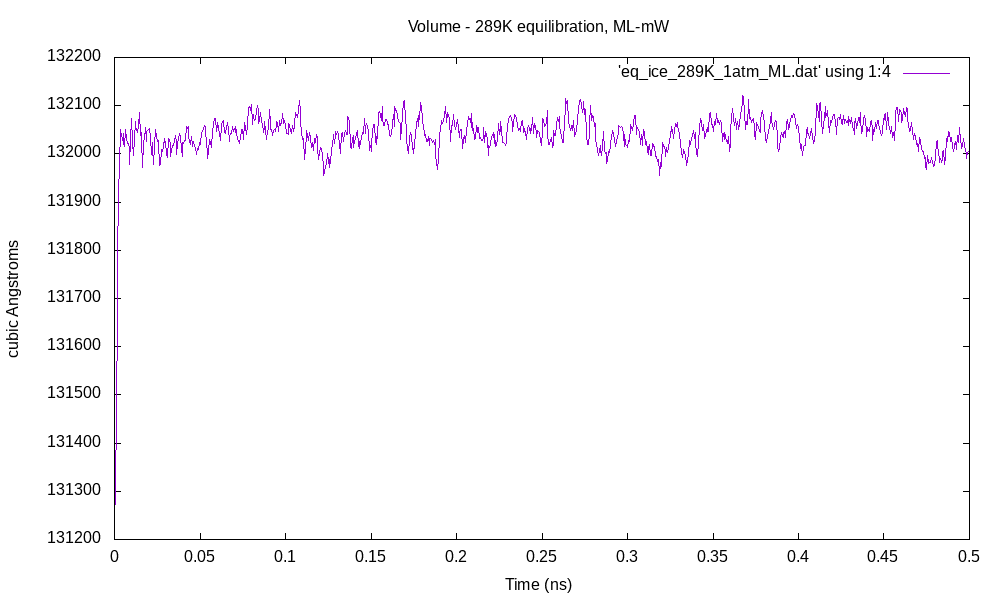 Volume - 289K equilibration, ML-mW
'eq_ice_289K_1atm_ML.dat' using 1:4
132200
132100
132000
131900
131800
131700
131600
131500
131400
131300
131200
cubic Angstroms
0 0.05 0.1 0.15 0.2 0.25 0.3 0.35 0.4 0.45 0.5
Time (ns)